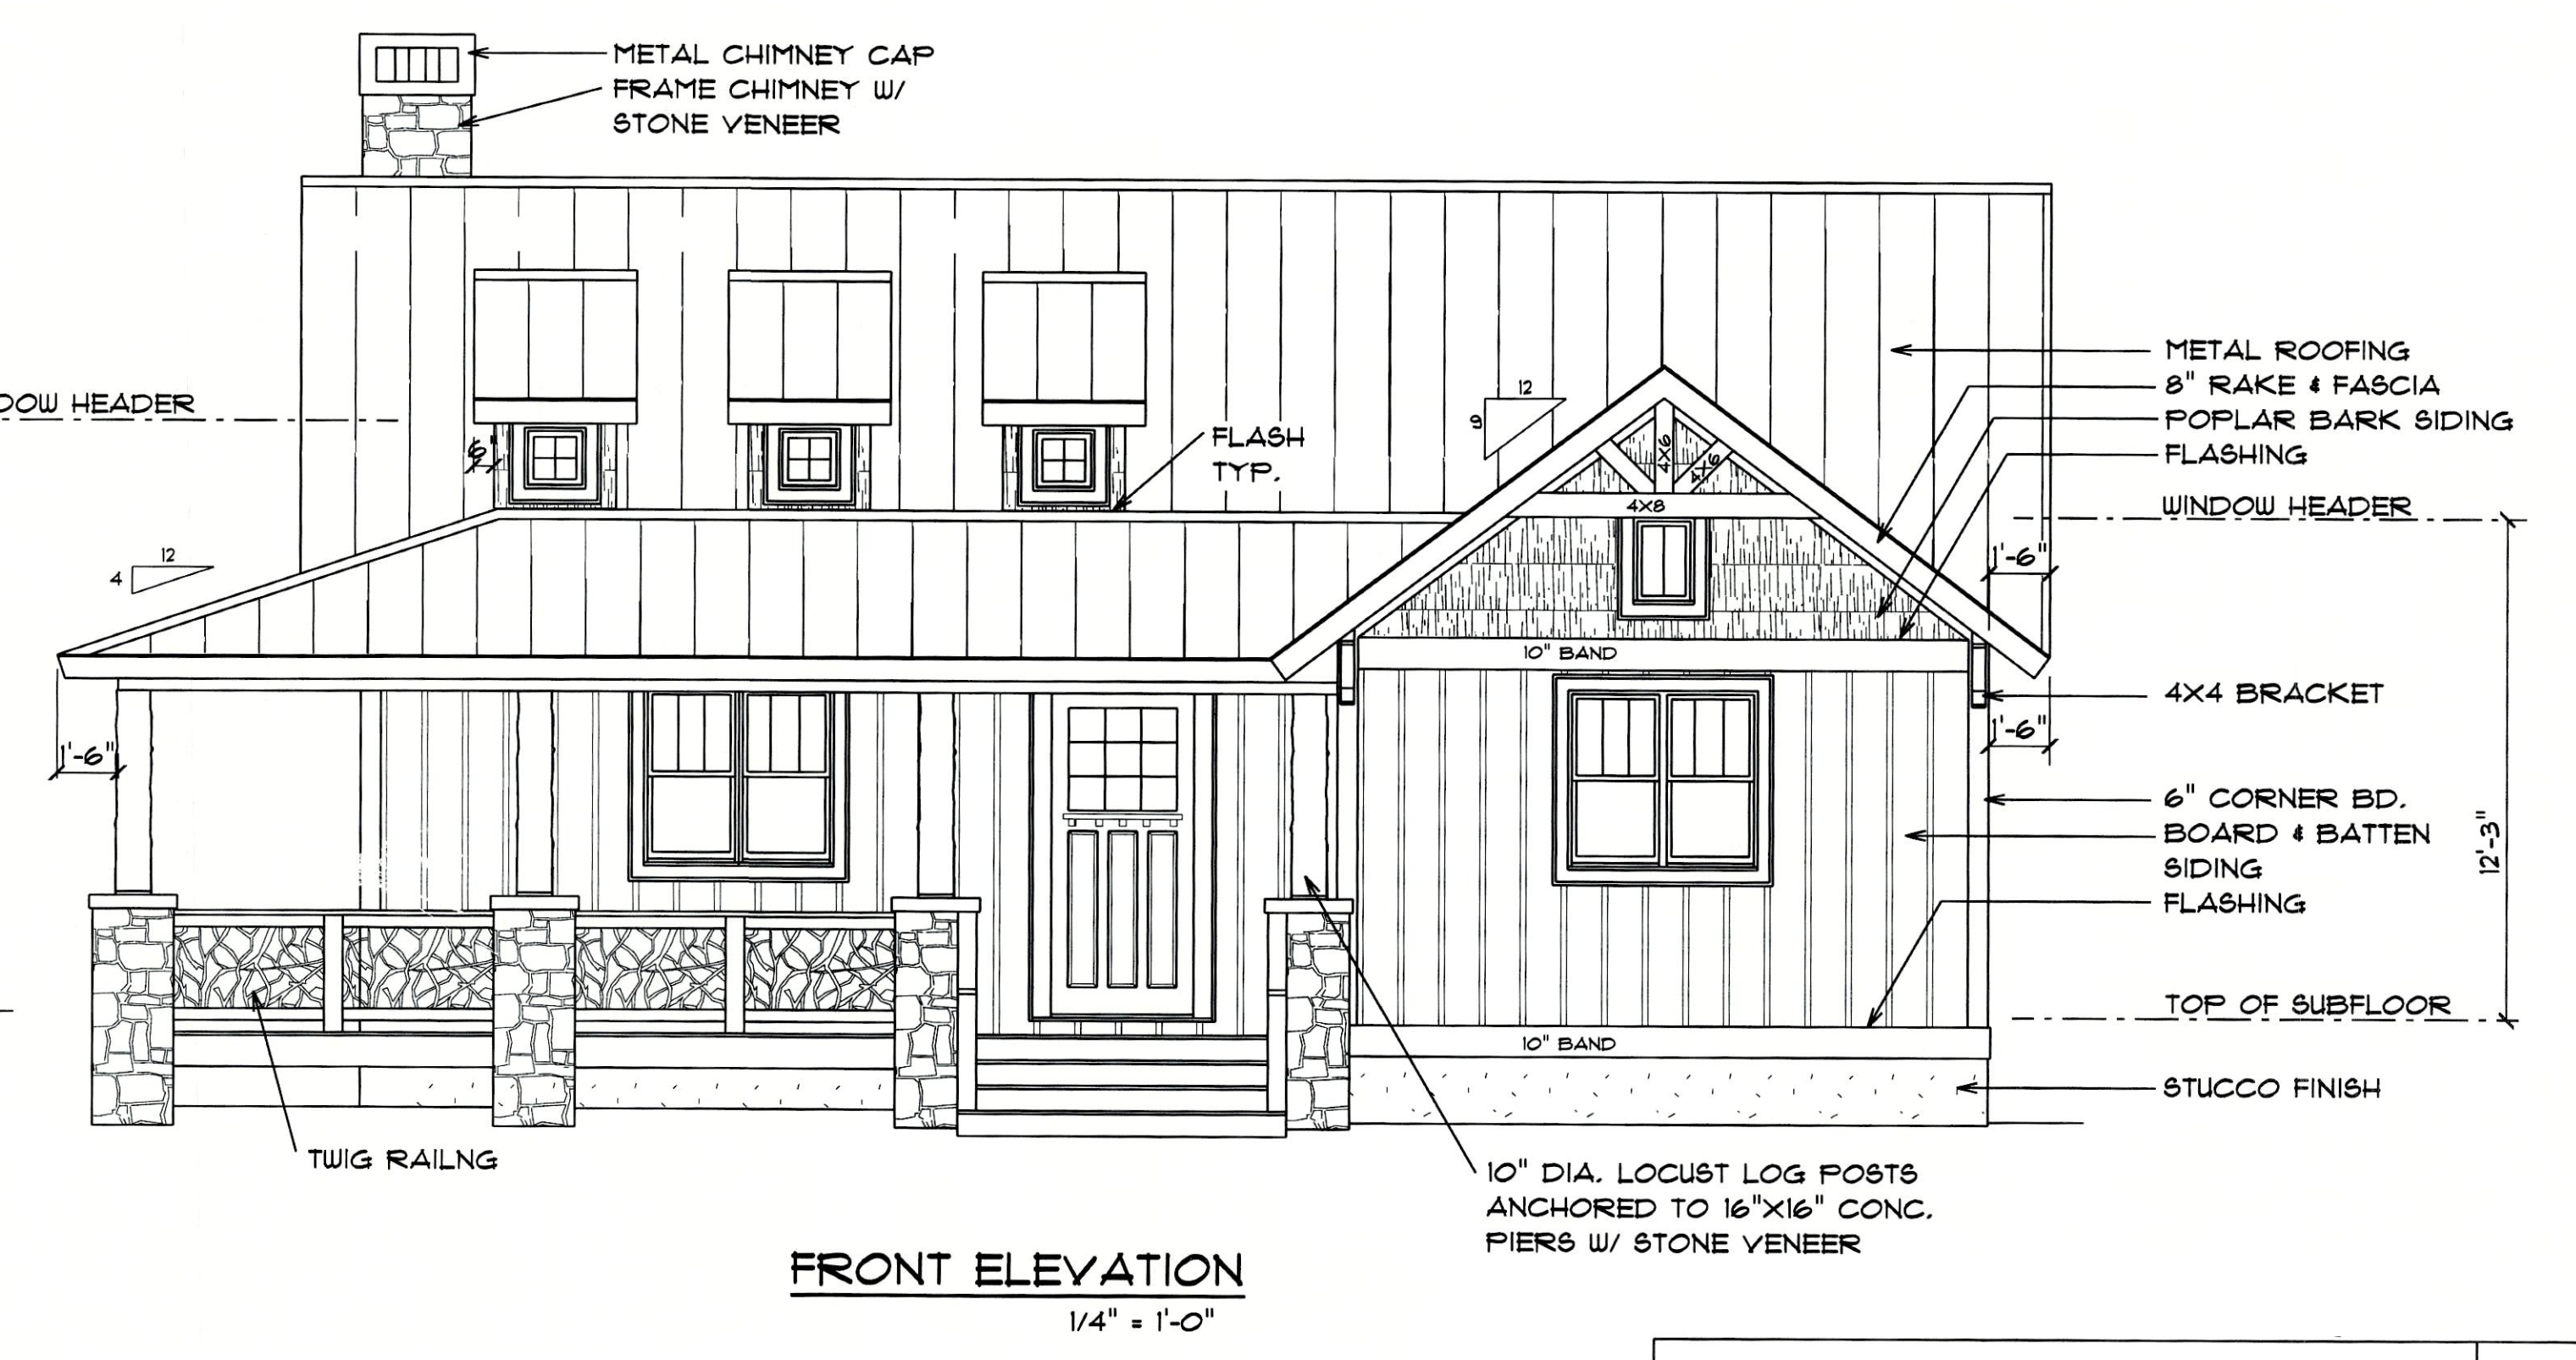 METAL CHIMNEY CAP
FRAME CHIMNEY W/
STONE VENEER
DOW HEADER
6"
FLASH
TYP.
12
9
4X6
4X6
4X8
12
4
METAL ROOFING
8" RAKE & FASCIA
POPLAR BARK SIDING
FLASHING
WINDOW HEADER
1'-6"
10" BAND
4X4 BRACKET
1'-6"
1'-6"
6" CORNER BD.
BOARD & BATTEN
SIDING
FLASHING
12'-3"
TOP OF SUBFLOOR
10" BAND
STUCCO FINISH
TWIG RAILNG
10" DIA. LOCUST LOG POSTS
ANCHORED TO 16"X16" CONC.
PIERS W/ STONE VENEER
FRONT ELEVATION
1/4" = 1'-0"